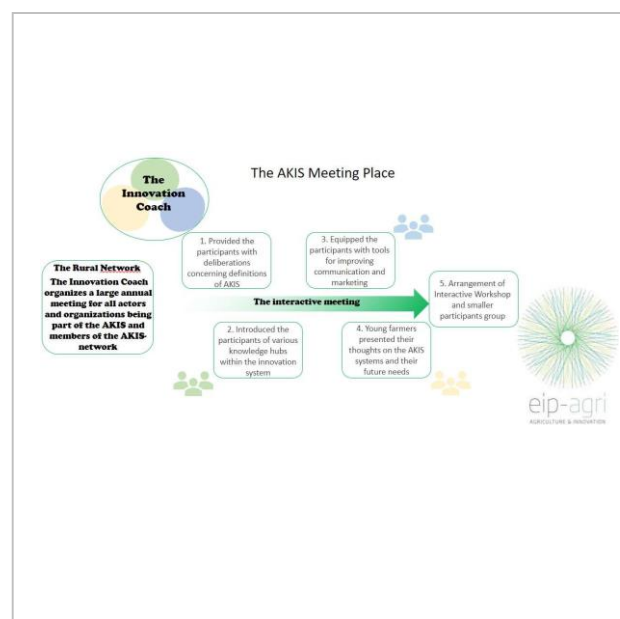 The AKIS Meeting Place
The
Innovation
Coach
1. Provided the
participants with
deliberations
concerning definitions
of AKIS
3. Equipped the
participants with tools
for improving
communication and
marketing
The Rural Network
The Innovation Coach
organizes a large annual
meeting for all actors
and organizations being
part of the AKIS and
members of the AKIS-
network
The interactive meeting
5. Arrangement of
Interactive Workshop
and smaller
participants group
2. Introduced the
participants of various
knowledge hubs
within the innovation
system
4. Young farmers
presented their
thoughts on the AKIS
systems and their
future needs
eip-agri
AGRICULTURE & INNOVATION